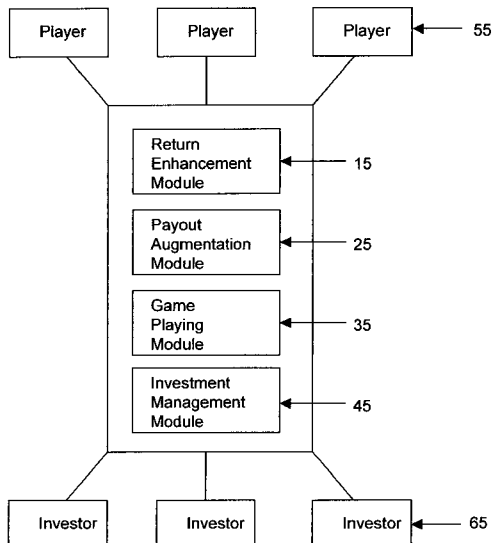 Player Player Player 55
Return
Enhancement 15
Module
Payout
Augmentation 25
Module
Game
Playing 35
Module
Investment
Management 45
Module
Investor Investor Investor 65